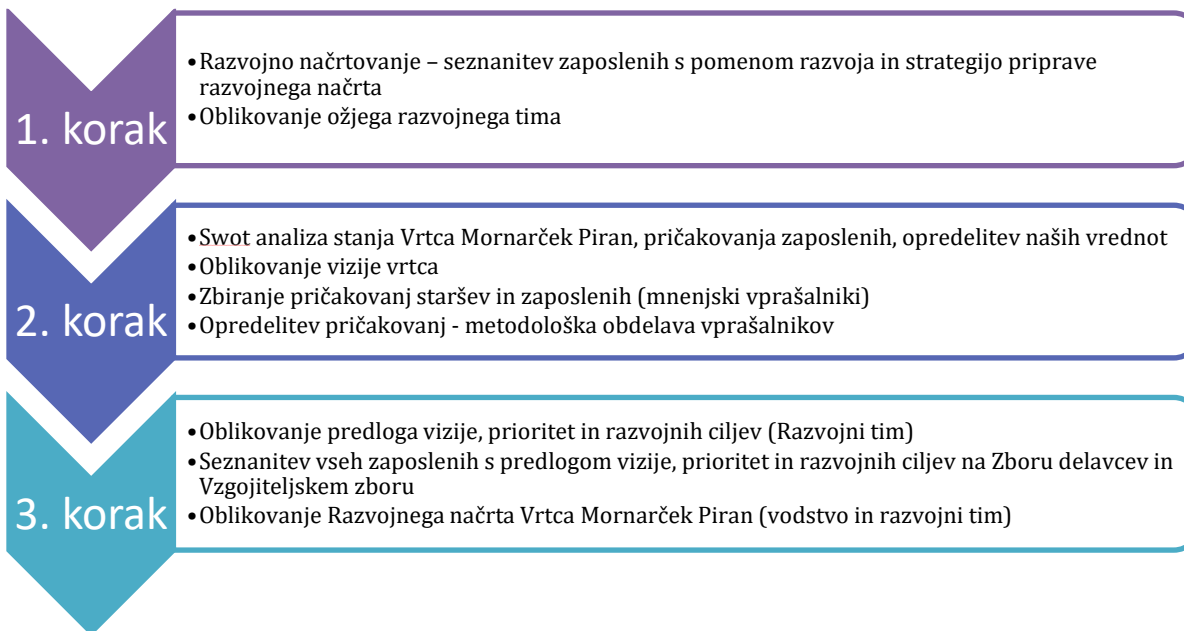 1. korak
•Razvojno načrtovanje – seznanitev zaposlenih s pomenom razvoja in strategijo priprave
razvojnega načrta
•Oblikovanje ožjega razvojnega tima
2. korak
•Swot analiza stanja Vrtca Mornarček Piran, pričakovanja zaposlenih, opredelitev naših vrednot
•Oblikovanje vizije vrtca
•Zbiranje pričakovanj staršev in zaposlenih (mnenjski vprašalniki)
•Opredelitev pričakovanj - metodološka obdelava vprašalnikov
3. korak
•Oblikovanje predloga vizije, prioritet in razvojnih ciljev (Razvojni tim)
•Seznanitev vseh zaposlenih s predlogom vizije, prioritet in razvojnih ciljev na Zboru delavcev in
Vzgojiteljskem zboru
•Oblikovanje Razvojnega načrta Vrtca Mornarček Piran (vodstvo in razvojni tim)